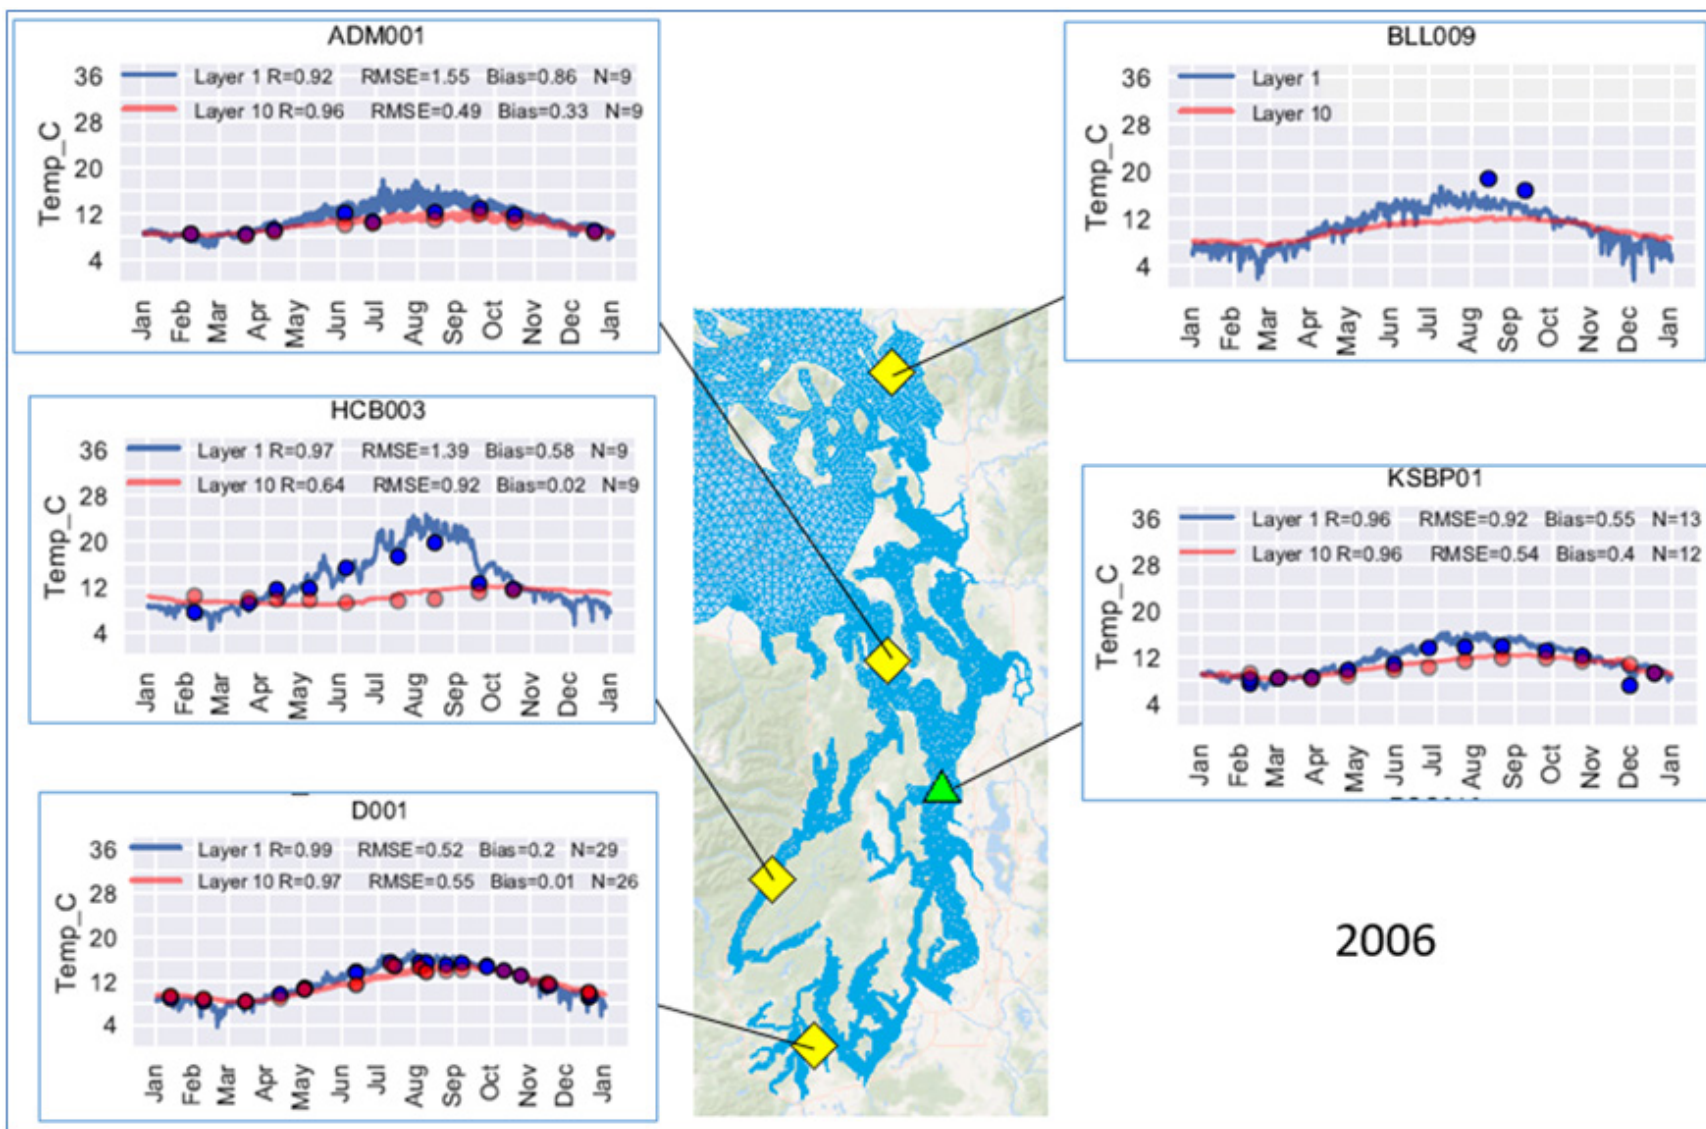 ADM001
36
Layer 1 R=0.92 RMSE=1.55 Bias=0.86 N=9
Layer 10 R=0.96 RMSE=0.49 Bias=0.33 N=9
28
20
12
4
Temp_C
Jan Feb Mar Apr May Jun Jul Aug Sep Oct Nov Dec Jan
BLL009
36
Layer 1
Layer 10
28
20
12
4
Temp_C
Jan Feb Mar Apr May Jun Jul Aug Sep Oct Nov Dec Jan
HCB003
36
Layer 1 R=0.97 RMSE=1.39 Bias=0.58 N=9
Layer 10 R=0.64 RMSE=0.92 Bias=0.02 N=9
28
20
12
4
Temp_C
Jan Feb Mar Apr May Jun Jul Aug Sep Oct Nov Dec Jan
KSBP01
36
Layer 1 R=0.96 RMSE=0.92 Bias=0.55 N=13
Layer 10 R=0.96 RMSE=0.54 Bias=0.4 N=12
28
20
12
4
Temp_C
Jan Feb Mar Apr May Jun Jul Aug Sep Oct Nov Dec Jan
D001
36
Layer 1 R=0.99 RMSE=0.52 Bias=0.2 N=29
Layer 10 R=0.97 RMSE=0.55 Bias=0.01 N=26
28
20
12
4
Temp_C
Jan Feb Mar Apr May Jun Jul Aug Sep Oct Nov Dec Jan
2006